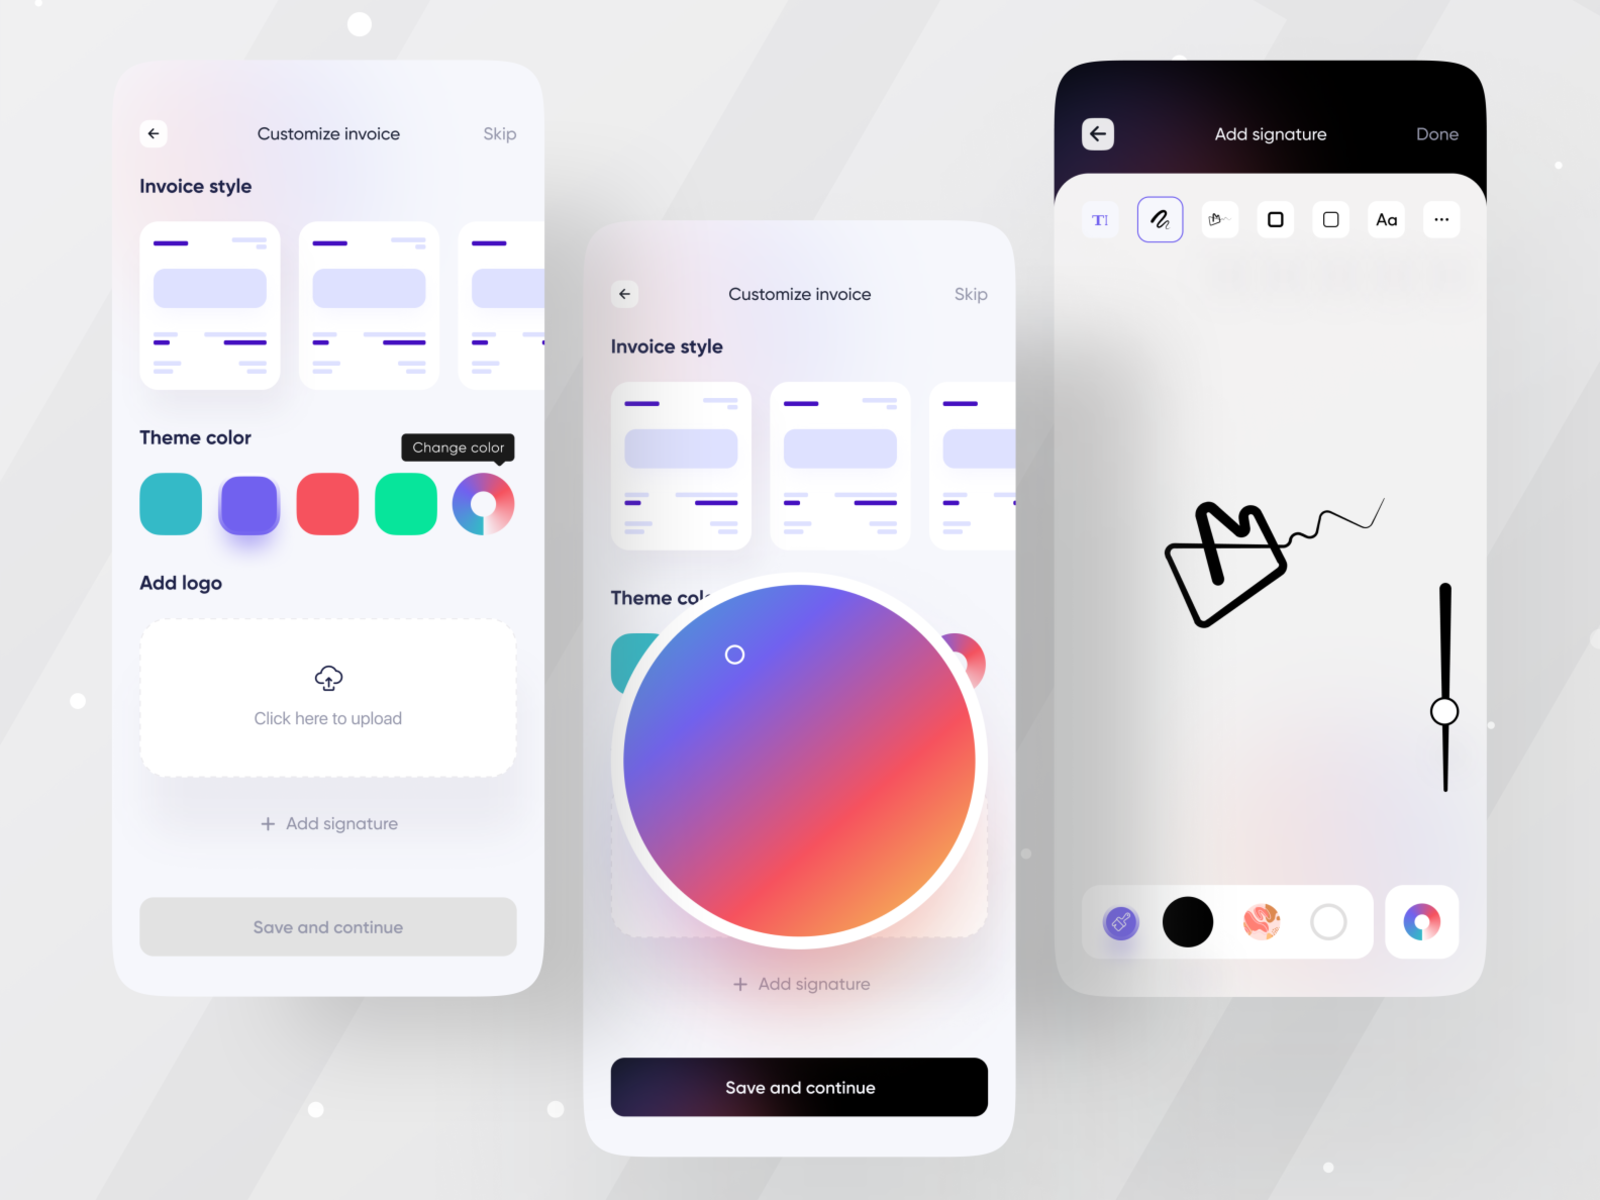 Customize invoice
Skip
Invoice style
Theme color
Change color
Add logo
Click here to upload
+ Add signature
Save and continue
Customize invoice
Skip
Invoice style
Theme col
+ Add signature
Save and continue
Add signature
Done
T!
Aa